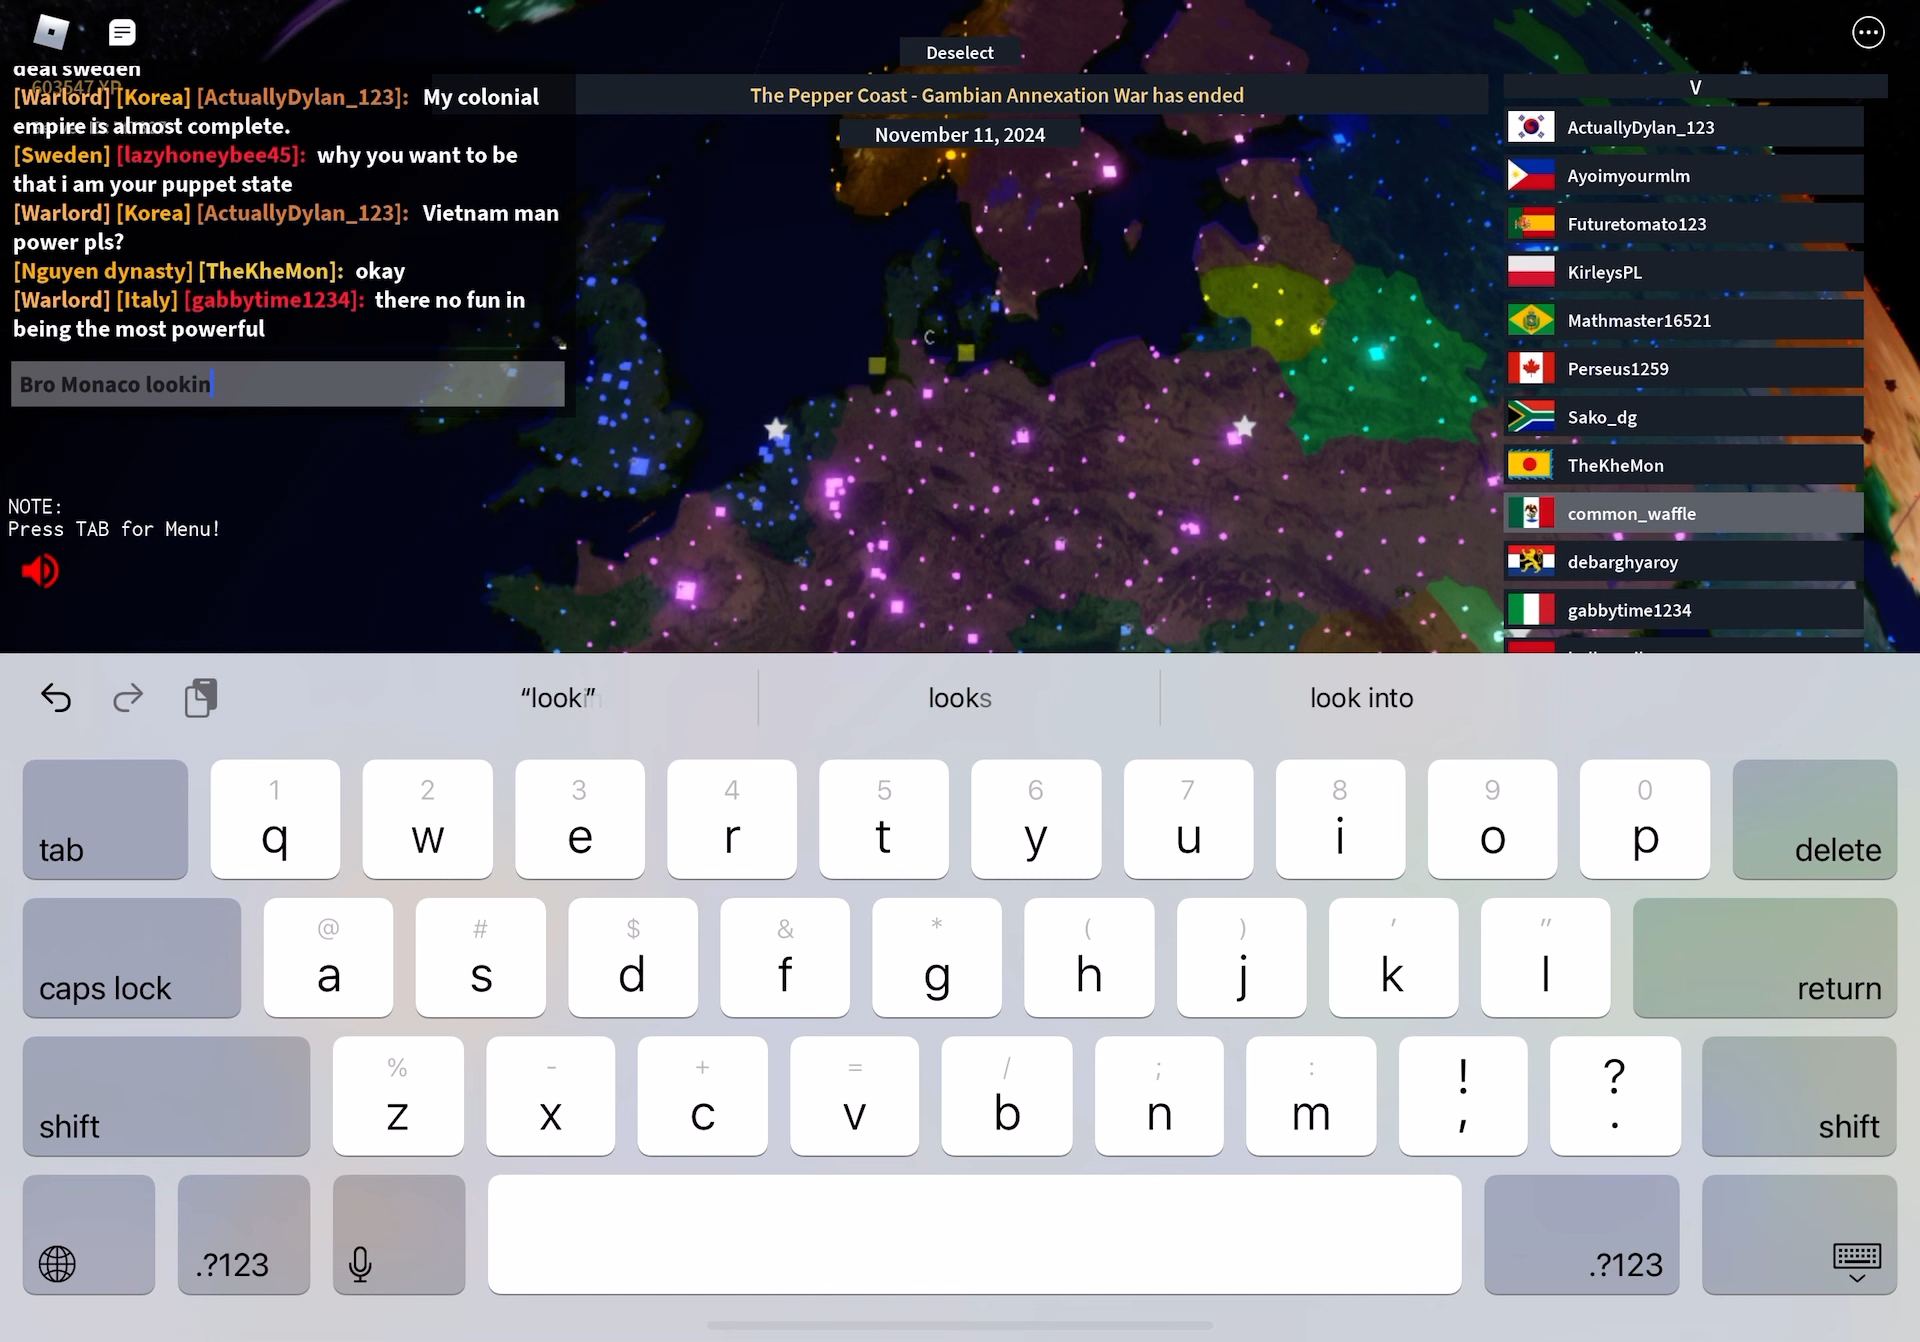 deal sweden
603547 XP
[Warlord] [Korea] [ActuallyDylan_123]: My colonial
empire is almost complete.
[Sweden] [lazyhoneybee45]: why you want to be
that i am your puppet state
[Warlord] [Korea] [ActuallyDylan_123]: Vietnam man
power pls?
[Nguyen dynasty] [TheKheMon]: okay
[Warlord] [Italy] [gabbytime1234]: there no fun in
being the most powerful
Bro Monaco lookin
NOTE:
Press TAB for Menu!
Deselect
The Pepper Coast - Gambian Annexation War has ended
November 11, 2024
C
V
ActuallyDylan_123
Ayoimyourmlm
Futuretomato123
KirleysPL
Mathmaster16521
Perseus1259
Sako_dg
TheKheMon
common_waffle
debarghyaroy
gabbytime1234
“lookin” looks look into
1 2 3 4 5 6 7 8 9 0
tab q w e r t y u i o p delete
@ # $ & * ( ) ' "
caps lock a s d f g h j k l return
% - + = / ; : ! ?
shift z x c v b n m , . shift
.?123 .?123